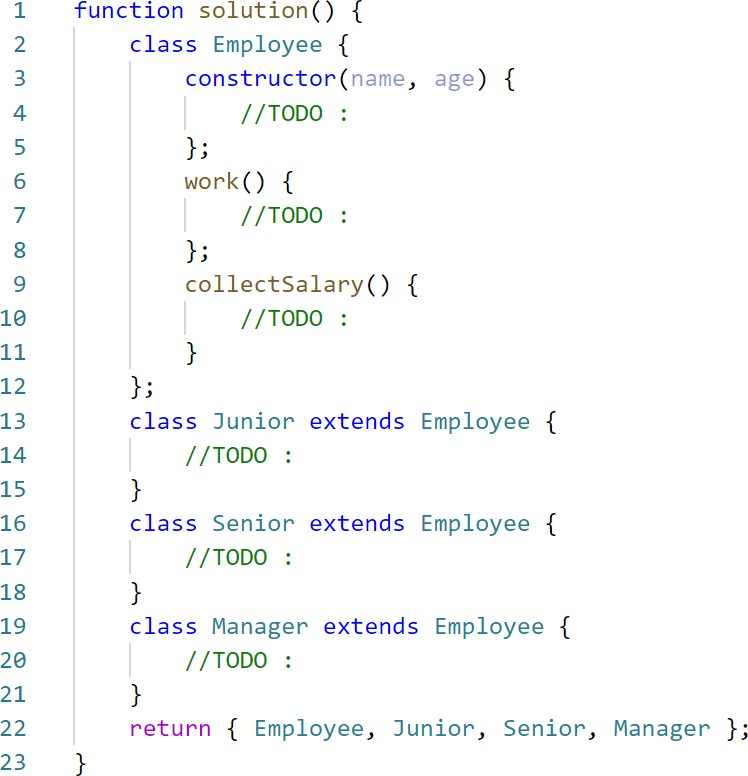 1 function solution() {
2 class Employee {
3 constructor(name, age) {
4 //TODO :
5 };
6 work() {
7 //TODO :
8 };
9 collectSalary() {
10 //TODO :
11 }
12 };
13 class Junior extends Employee {
14 //TODO :
15 }
16 class Senior extends Employee {
17 //TODO :
18 }
19 class Manager extends Employee {
20 //TODO :
21 }
22 return { Employee, Junior, Senior, Manager };
23 }